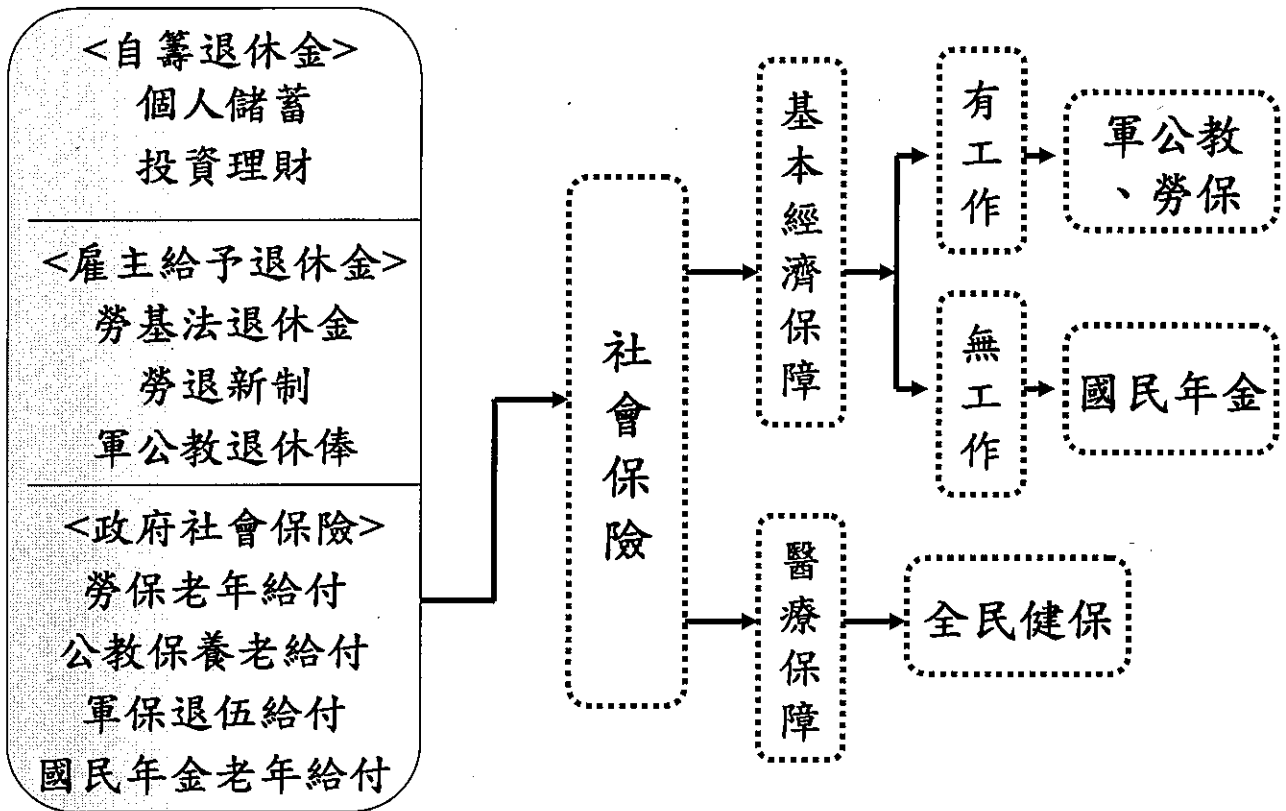 <自籌退休金>
個人儲蓄
投資理財
<雇主給予退休金>
勞基法退休金
勞退新制
軍公教退休俸
<政府社會保險>
勞保老年給付
公教保養老給付
軍保退伍給付
國民年金老年給付
社會保險
基本經濟保障
有工作
軍公教
、勞保
無工作
國民年金
醫療保障
全民健保